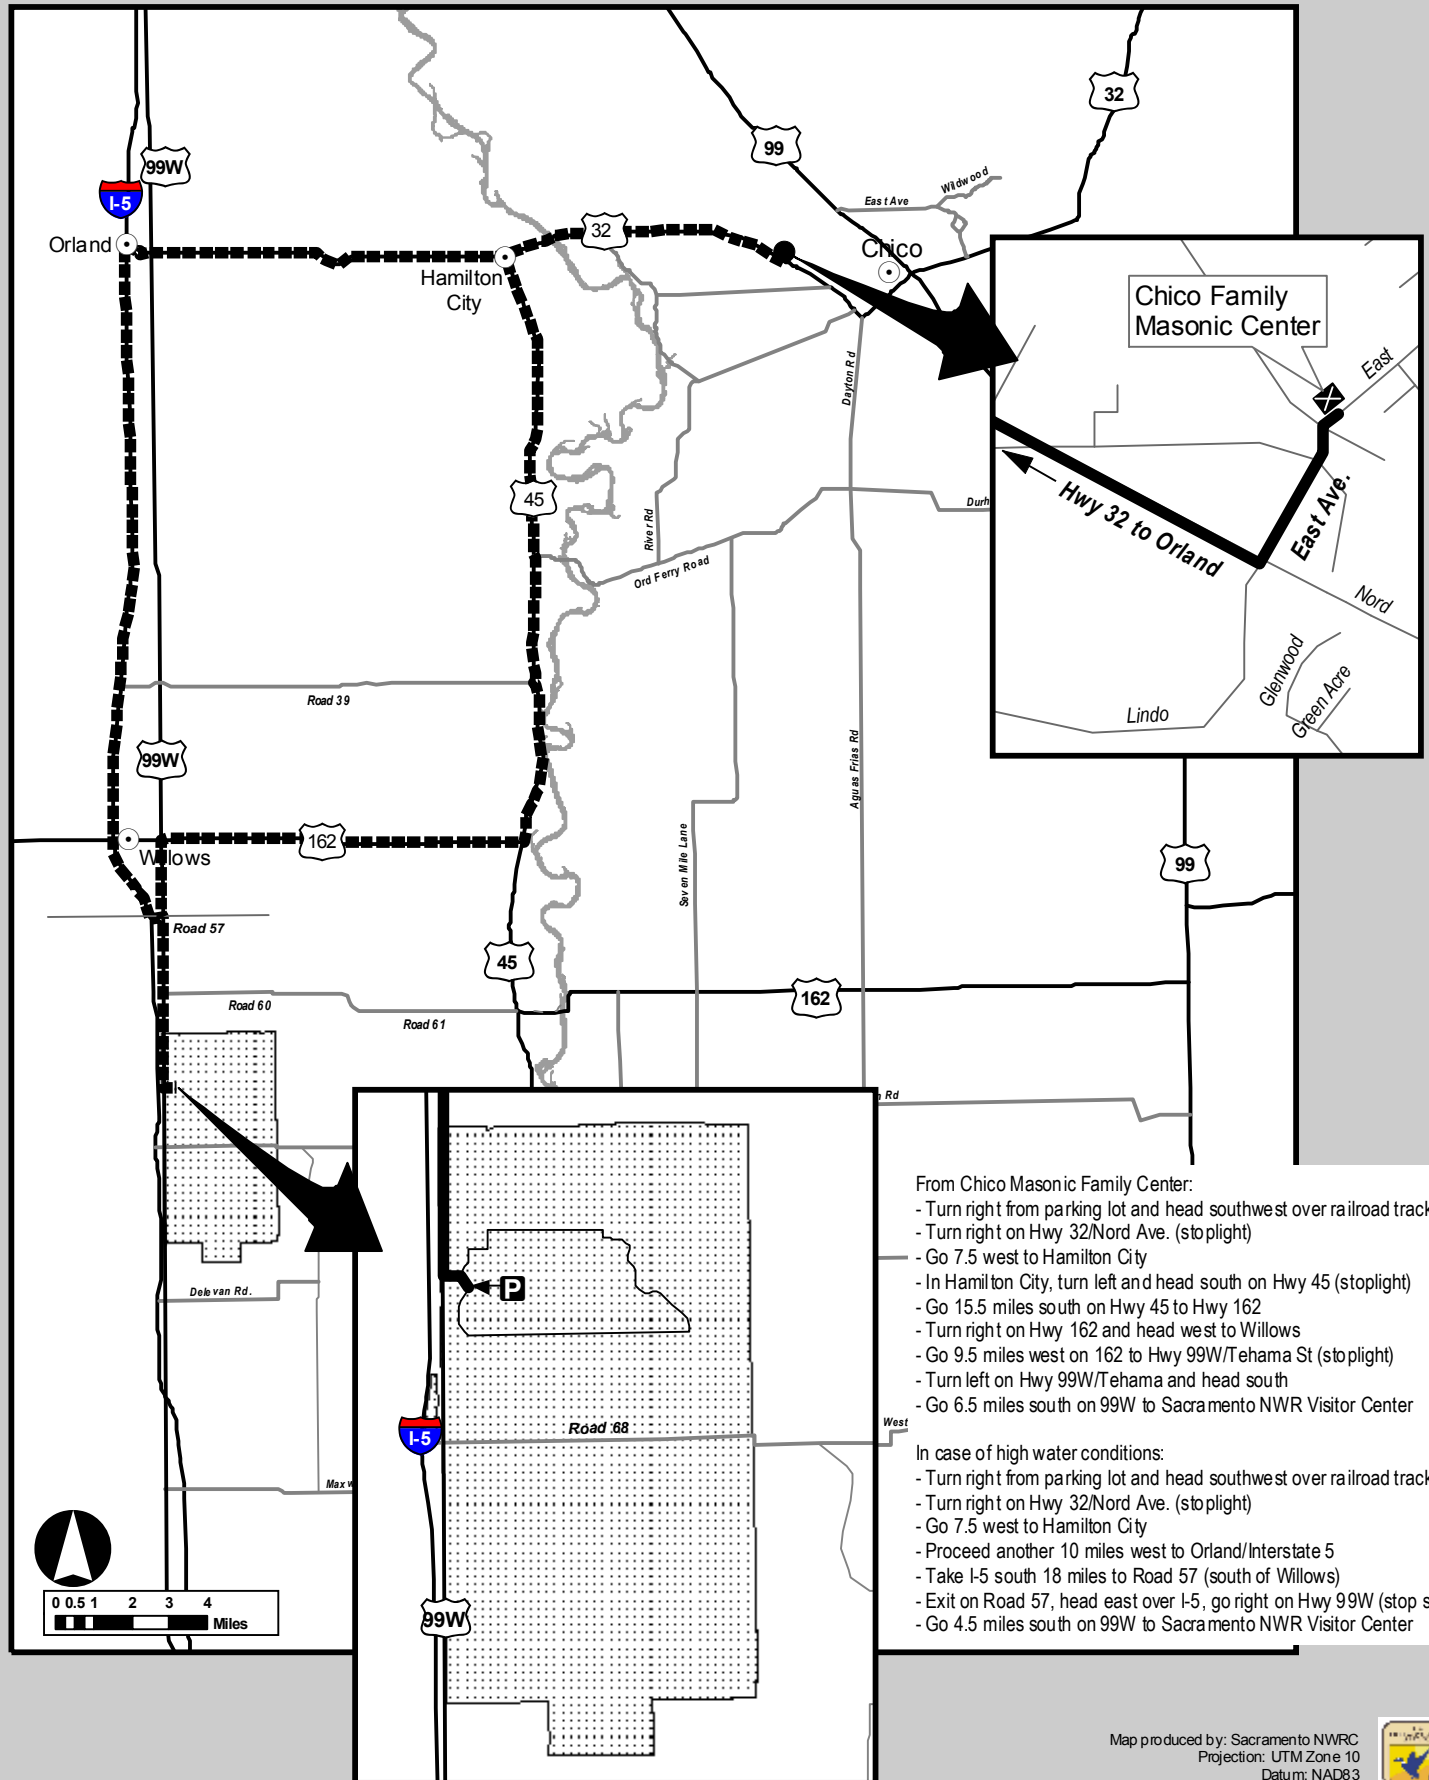 32
99
99W
I-5
Wildwood
East Ave
32
Orland
Chico
Hamilton
City
Chico Family
Masonic Center
East
Dayton Rd
45
River Rd
Durh
Hwy 32 to Orland
East Ave.
Ord Ferry Road
Nord
Glenwood
Green Acre
Lindo
Road 39
99W
Aguas Frias Rd
162
Willows
Seven Mile Lane
99
Road 57
45
162
Road 60
Road 61
n Rd
From Chico Masonic Family Center:
- Turn right from parking lot and head southwest over railroad track
- Turn right on Hwy 32/Nord Ave. (stoplight)
- Go 7.5 west to Hamilton City
- In Hamilton City, turn left and head south on Hwy 45 (stoplight)
- Go 15.5 miles south on Hwy 45 to Hwy 162
- Turn right on Hwy 162 and head west to Willows
- Go 9.5 miles west on 162 to Hwy 99W/Tehama St (stoplight)
- Turn left on Hwy 99W/Tehama and head south
- Go 6.5 miles south on 99W to Sacramento NWR Visitor Center
In case of high water conditions:
- Turn right from parking lot and head southwest over railroad track
- Turn right on Hwy 32/Nord Ave. (stoplight)
- Go 7.5 west to Hamilton City
- Proceed another 10 miles west to Orland/Interstate 5
- Take I-5 south 18 miles to Road 57 (south of Willows)
- Exit on Road 57, head east over I-5, go right on Hwy 99W (stop s
- Go 4.5 miles south on 99W to Sacramento NWR Visitor Center
Delevan Rd.
P
Road 68
I-5
West
Maxw
99W
0 0.5 1 2 3 4
Miles
Map produced by: Sacramento NWRC
Projection: UTM Zone 10
Datum: NAD83